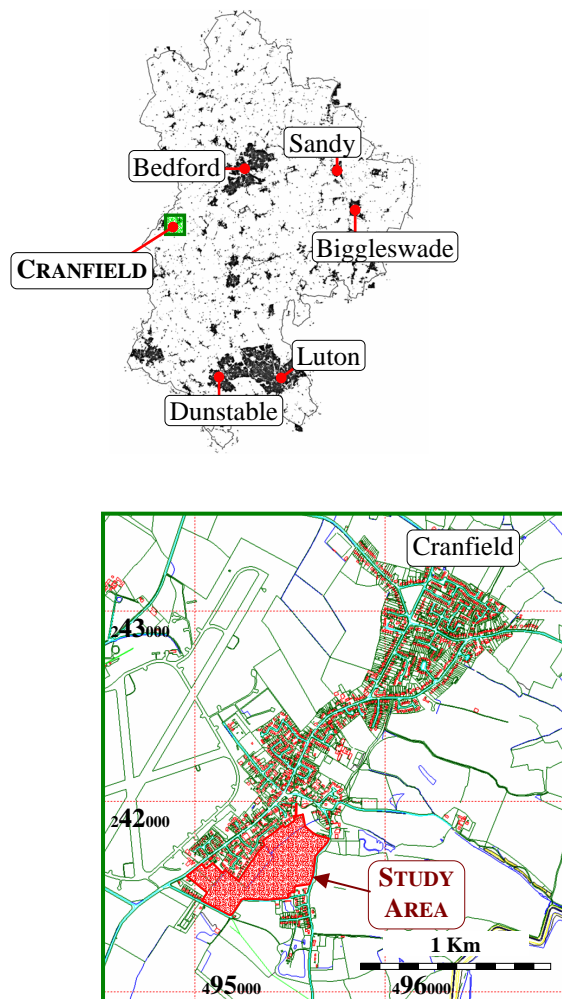 Sandy
Bedford
Biggleswade
CRANFIELD
Luton
Dunstable
Cranfield
243000
242000
STUDY
AREA
1 Km
495000
496000